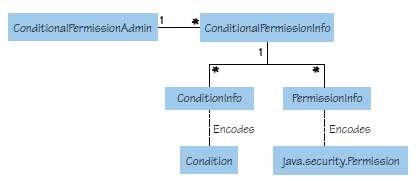 ConditionalPermissionAdmin 1 * ConditionalPermissionInfo
1
* *
ConditionInfo PermissionInfo
Encodes Encodes
Condition java.security.Permission